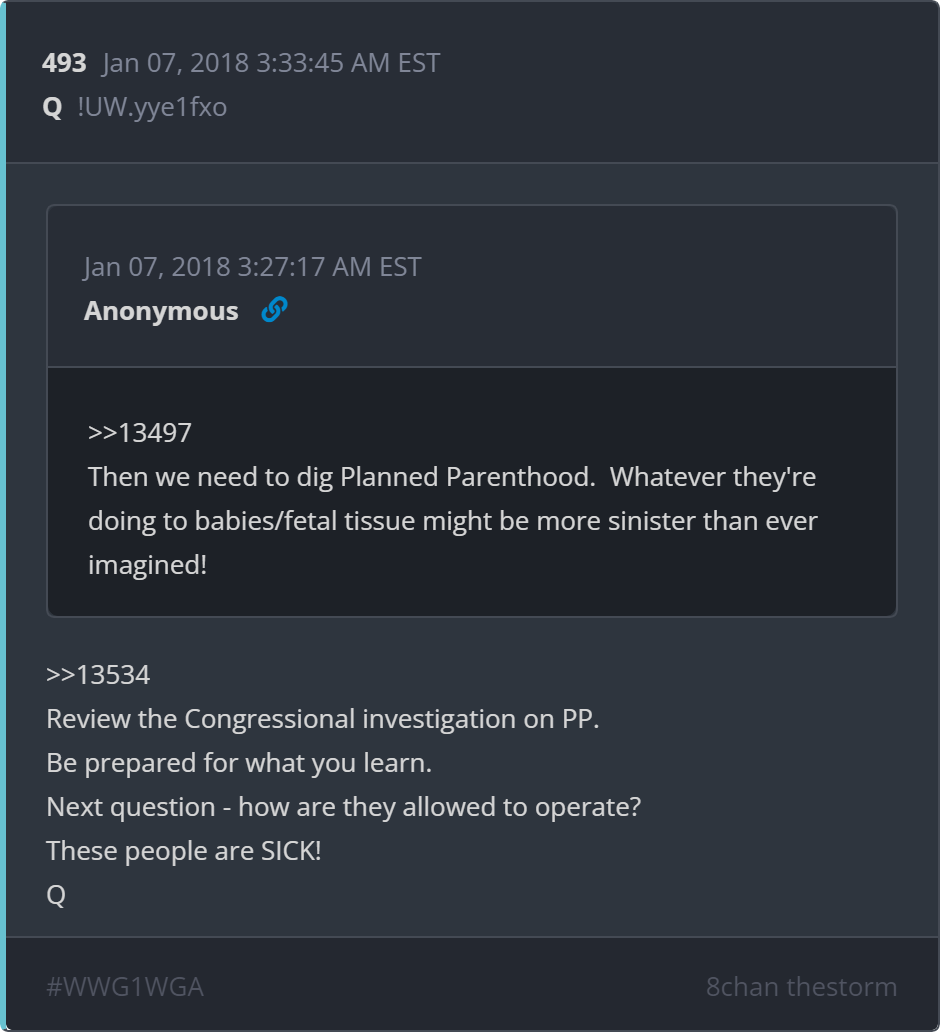 493 Jan 07, 2018 3:33:45 AM EST
Q !UW.yye1fxo
Jan 07, 2018 3:27:17 AM EST
Anonymous
>>13497
Then we need to dig Planned Parenthood.  Whatever they're
doing to babies/fetal tissue might be more sinister than ever
imagined!
>>13534
Review the Congressional investigation on PP.
Be prepared for what you learn.
Next question - how are they allowed to operate?
These people are SICK!
Q
#WWG1WGA 8chan thestorm